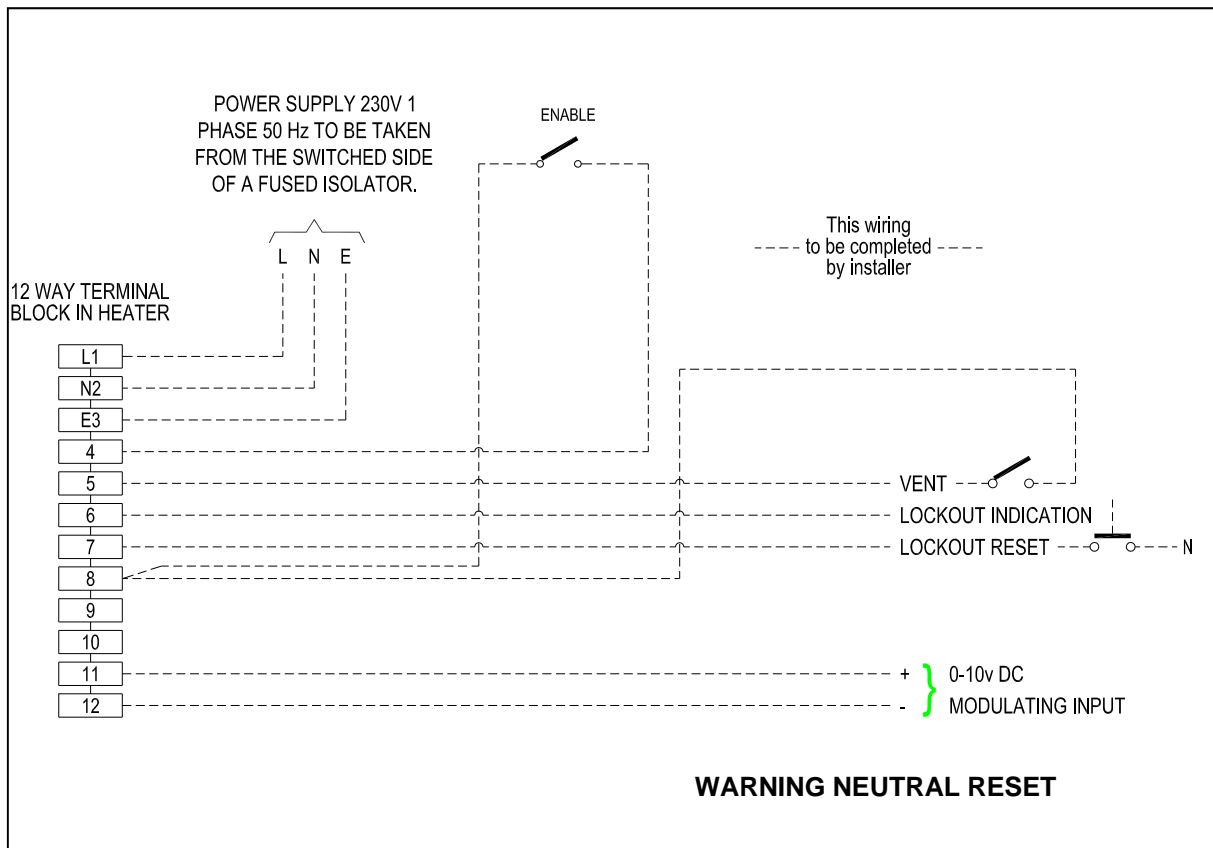 POWER SUPPLY 230V 1
PHASE 50 Hz TO BE TAKEN
FROM THE SWITCHED SIDE
OF A FUSED ISOLATOR.
ENABLE
This wiring
to be completed
by installer
L N E
12 WAY TERMINAL
BLOCK IN HEATER
L1
N2
E3
4
5
VENT
6
LOCKOUT INDICATION
7
LOCKOUT RESET
N
8
9
10
11
+ 0-10v DC
12
- MODULATING INPUT
WARNING NEUTRAL RESET